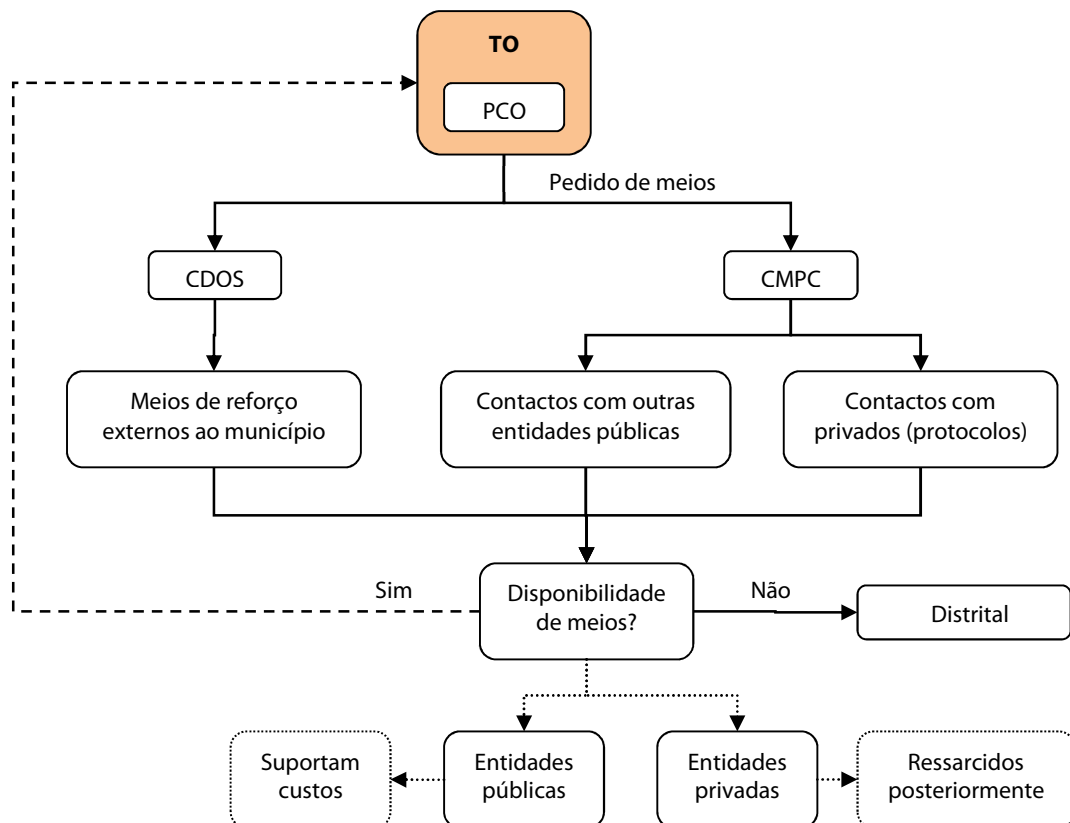 TO
PCO
Pedido de meios
CDOS
CMPC
Meios de reforço
externos ao município
Contactos com outras
entidades públicas
Contactos com
privados (protocolos)
Sim
Disponibilidade
de meios?
Não
Distrital
Suportam
custos
Entidades
públicas
Entidades
privadas
Ressarcidos
posteriormente